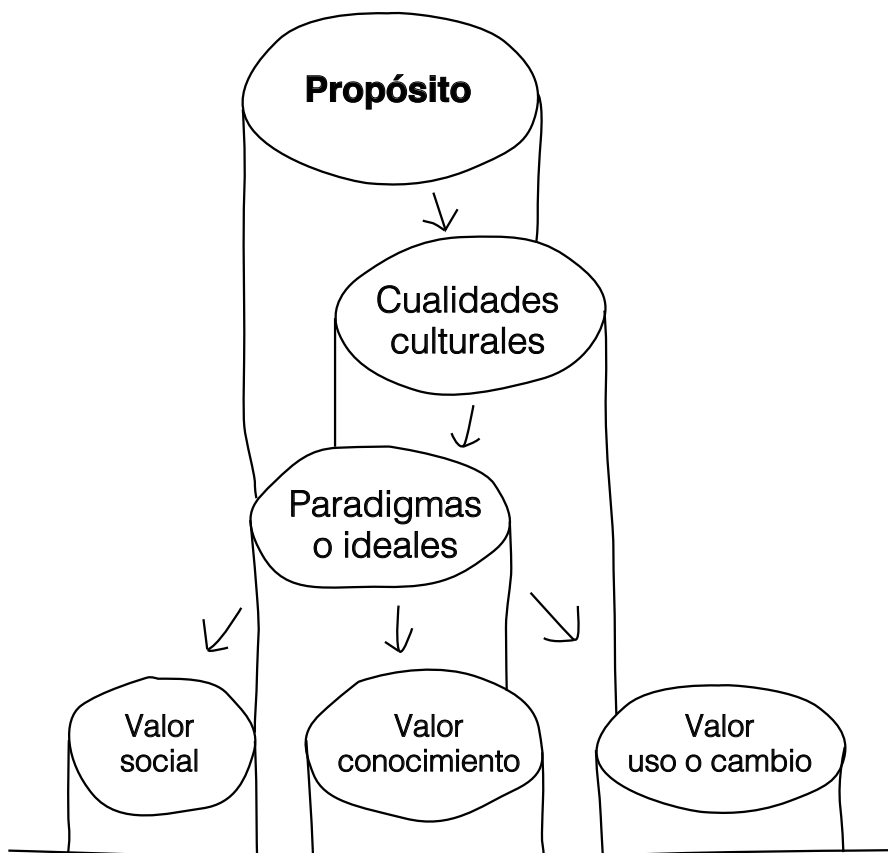 Propósito
Cualidades
culturales
Paradigmas
o ideales
Valor
social
Valor
conocimiento
Valor
uso o cambio